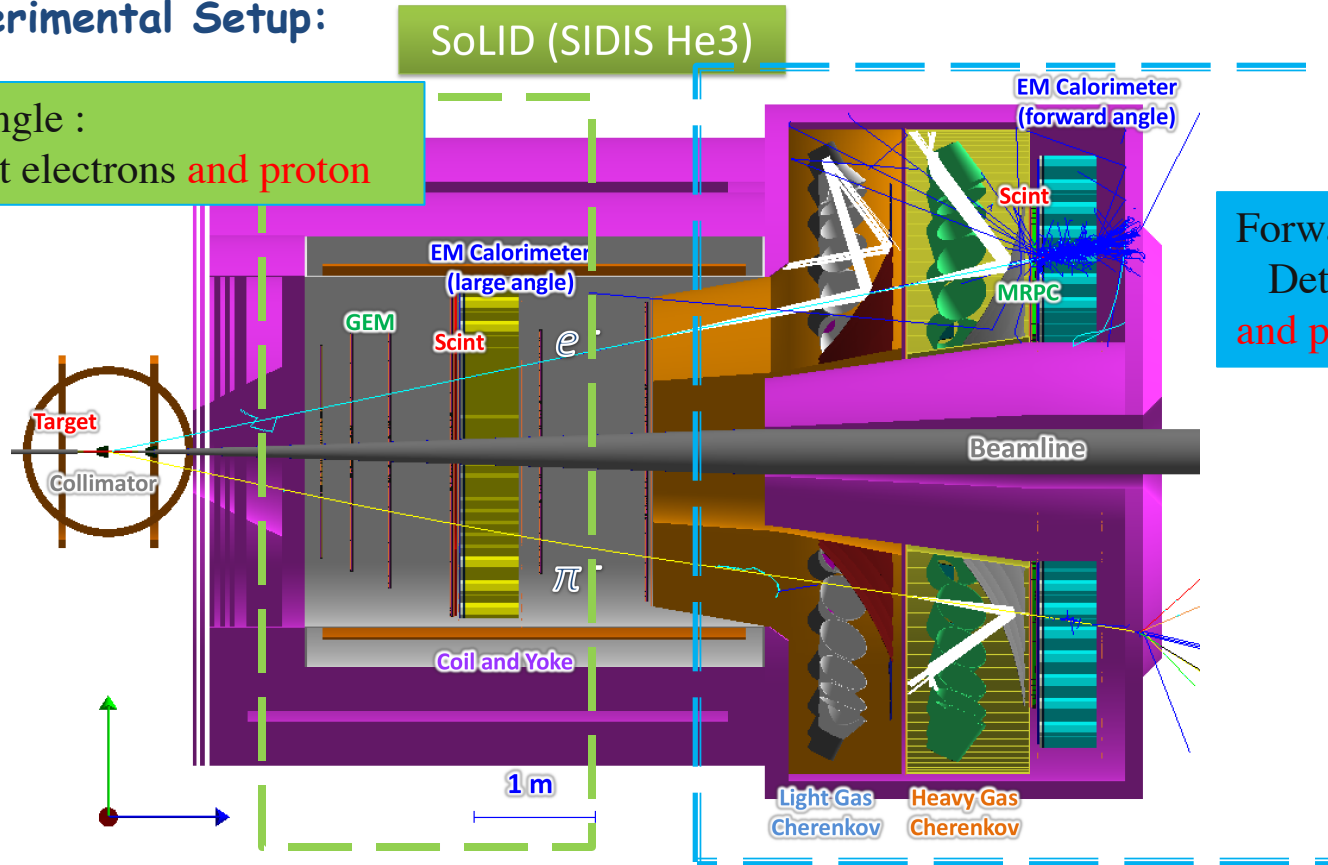 erimental Setup:
SoLID (SIDIS He3)
ngle :
t electrons and proton
EM Calorimeter
(forward angle)
Scint
MRPC
Forwa
Det
and p
EM Calorimeter
(large angle)
GEM
Scint
e-
Target
Collimator
Beamline
π-
Coil and Yoke
1 m
Light Gas
Cherenkov
Heavy Gas
Cherenkov